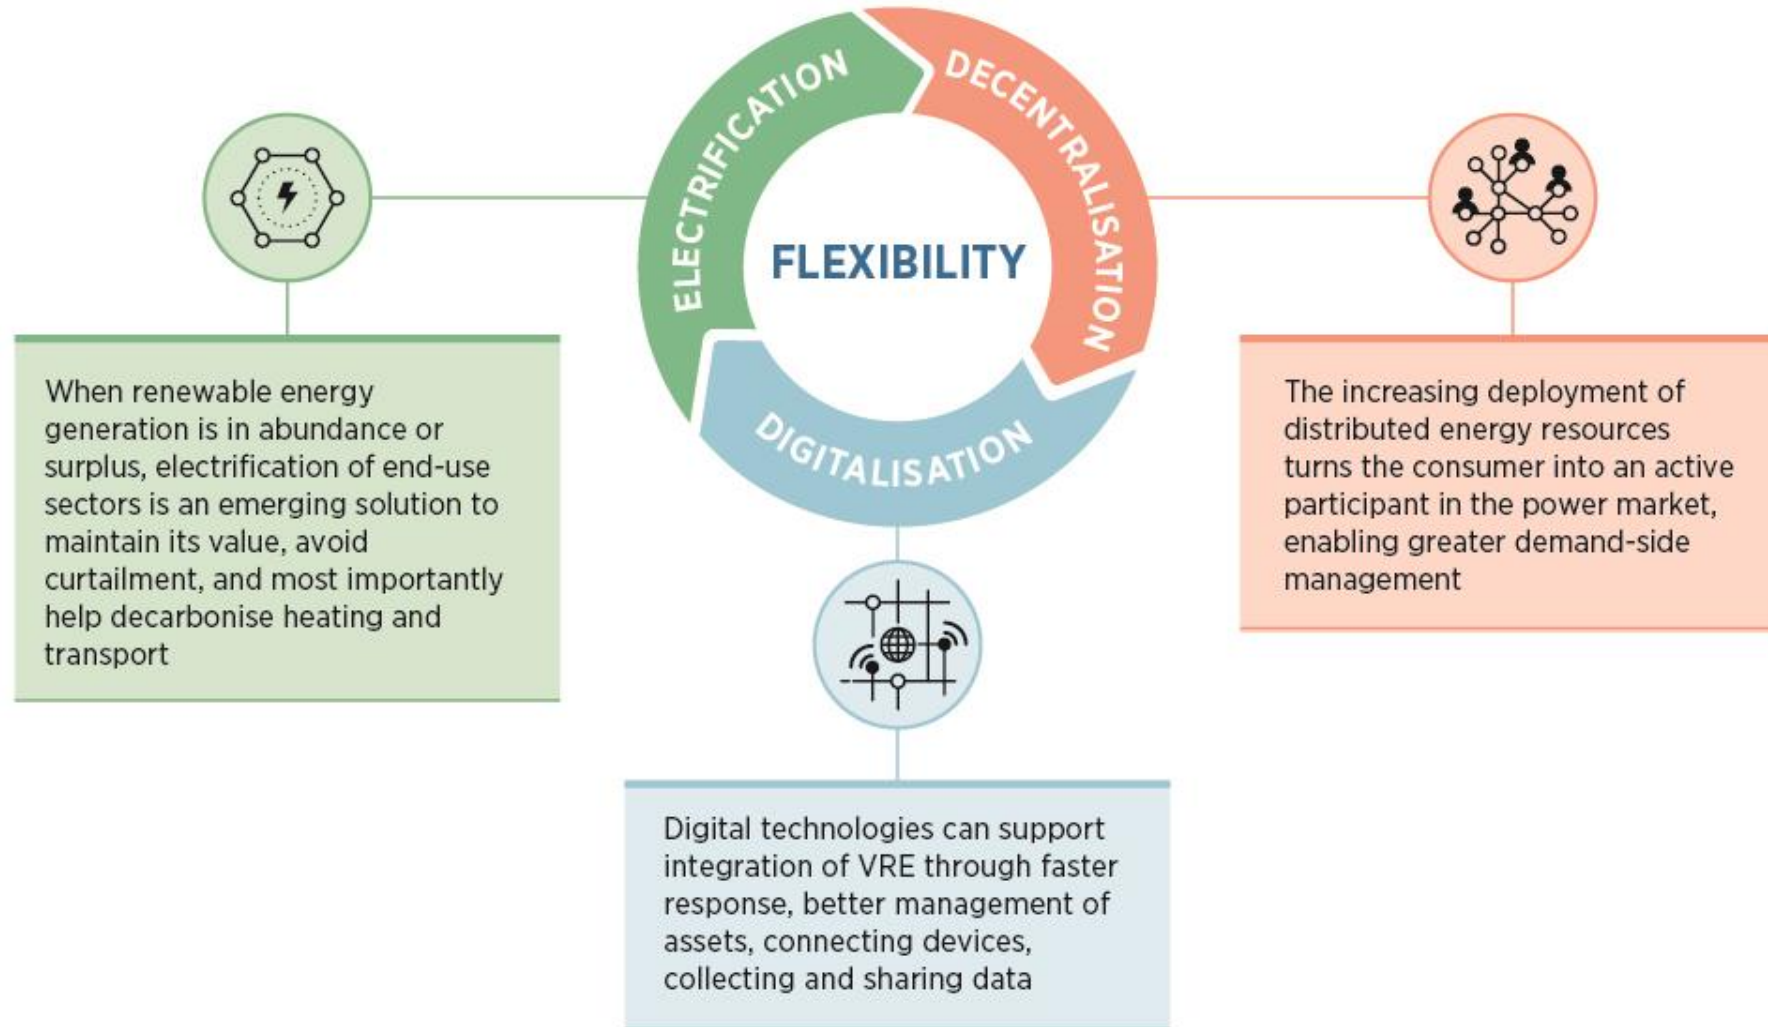 ELECTRIFICATION
DECENTRALISATION
FLEXIBILITY
DIGITALISATION
When renewable energy
generation is in abundance or
surplus, electrification of end-use
sectors is an emerging solution to
maintain its value, avoid
curtailment, and most importantly
help decarbonise heating and
transport
The increasing deployment of
distributed energy resources
turns the consumer into an active
participant in the power market,
enabling greater demand-side
management
Digital technologies can support
integration of VRE through faster
response, better management of
assets, connecting devices,
collecting and sharing data